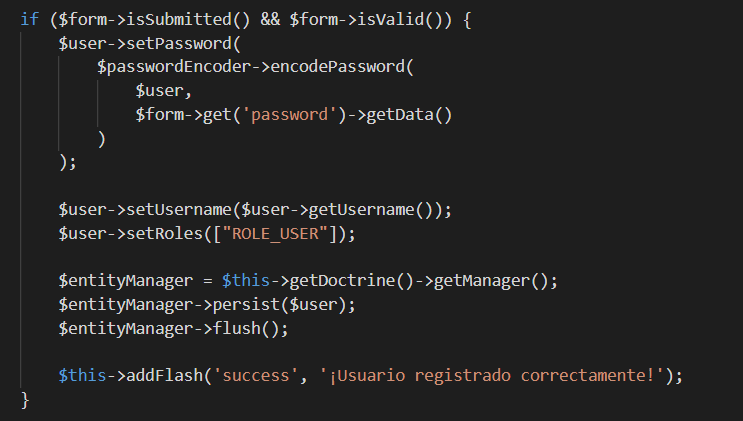 if ($form->isSubmitted() && $form->isValid()) {
    $user->setPassword(
        $passwordEncoder->encodePassword(
            $user,
            $form->get('password')->getData()
        )
    );

    $user->setUsername($user->getUsername());
    $user->setRoles(["ROLE_USER"]);

    $entityManager = $this->getDoctrine()->getManager();
    $entityManager->persist($user);
    $entityManager->flush();

    $this->addFlash('success', '¡Usuario registrado correctamente!');
}